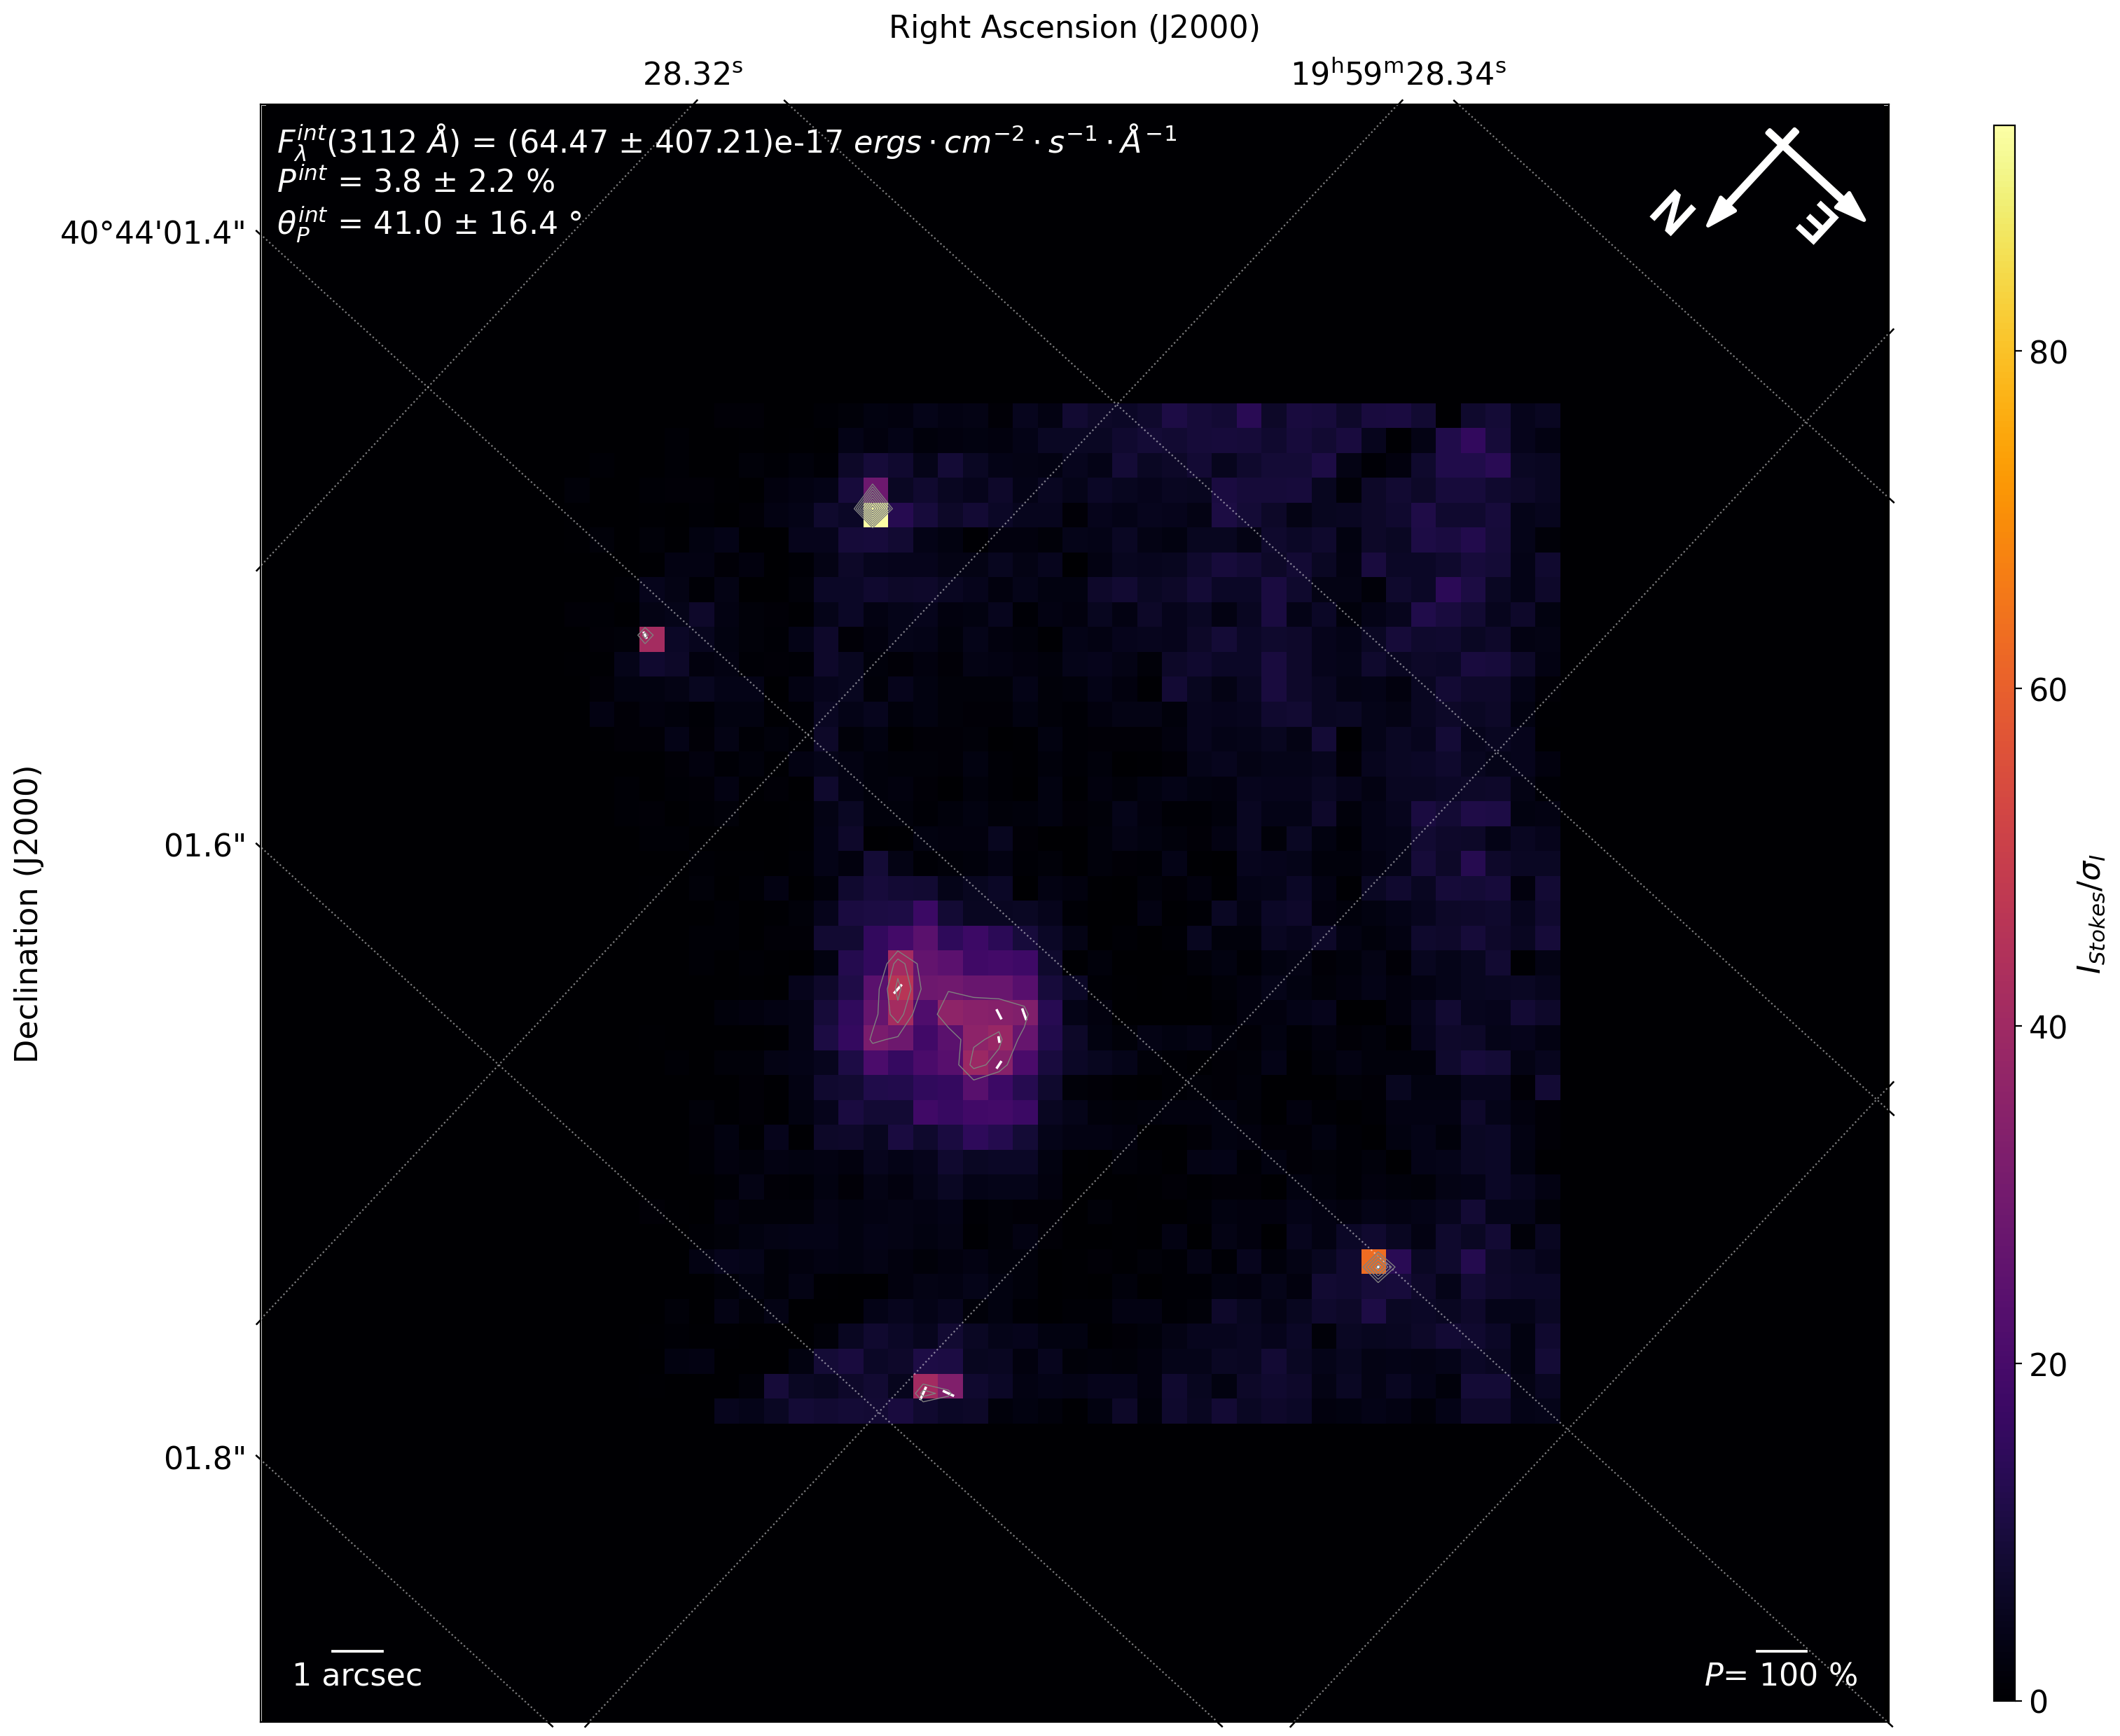 Right Ascension (J2000)
28.32ˢ
19ʰ59ᵐ28.34ˢ
F_λ^int(3112 Å) = (64.47 ± 407.21)e-17 ergs · cm⁻² · s⁻¹ · Å⁻¹
P^int = 3.8 ± 2.2 %
θ_P^int = 41.0 ± 16.4 °
N
E
40°44'01.4"
01.6"
01.8"
Declination (J2000)
1 arcsec
P= 100 %
80
60
40
20
0
I_Stokes/σ_I